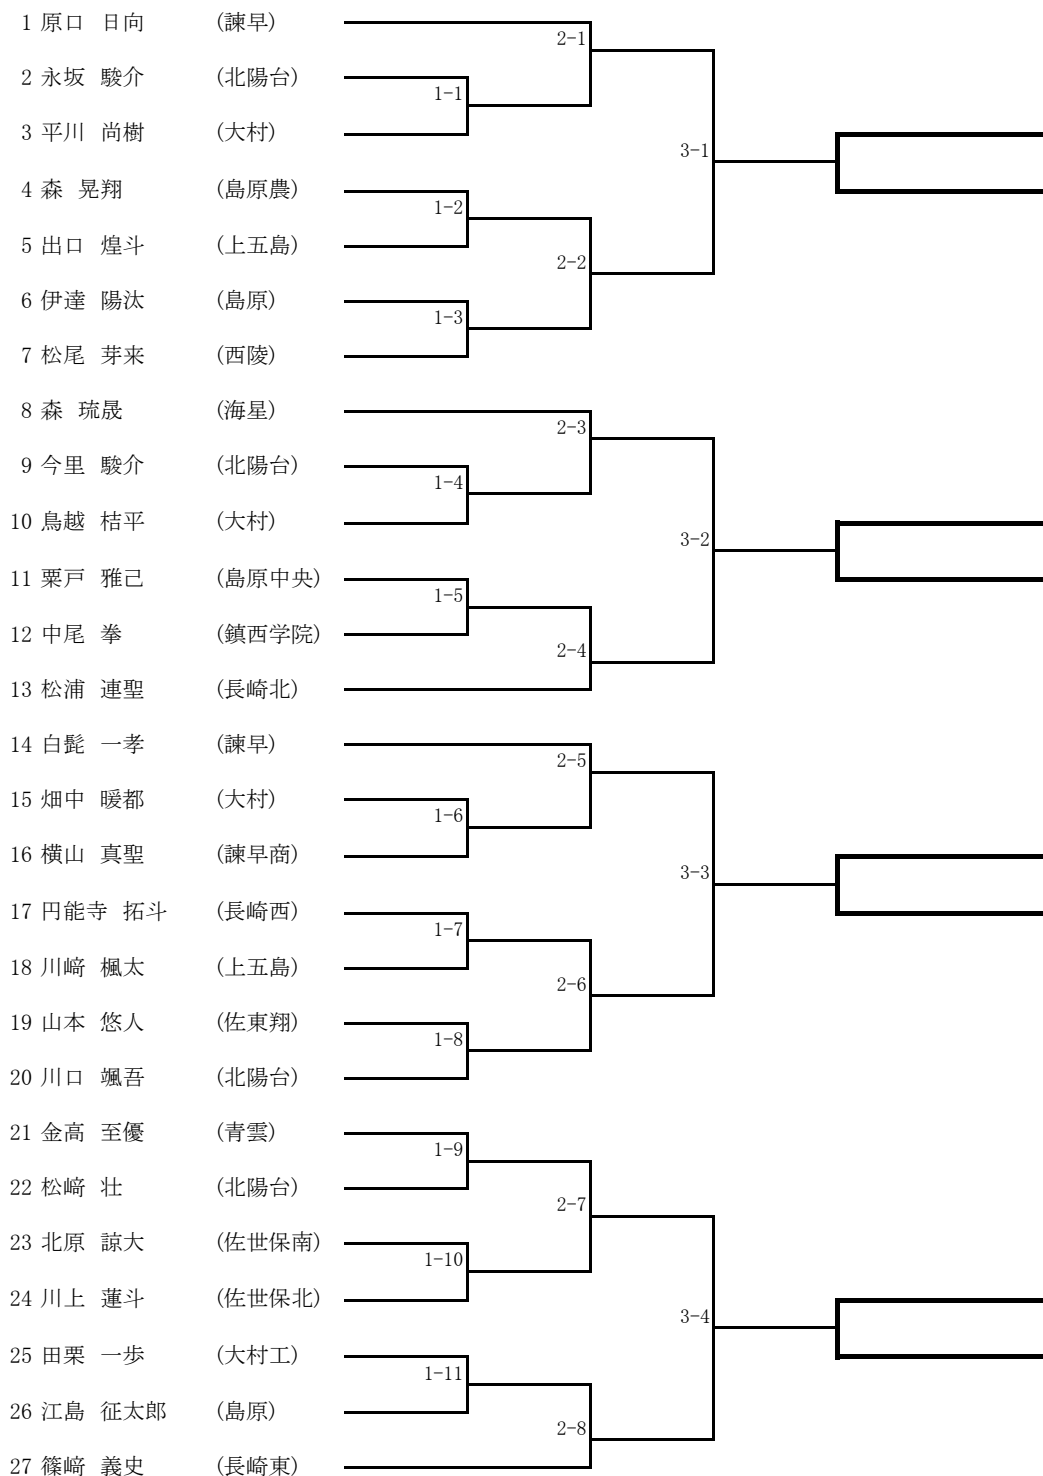 1 原口 日向 (諫早)
2-1
2 永坂 駿介 (北陽台)
1-1
3 平川 尚樹 (大村)
3-1
4 森 晃翔 (島原農)
1-2
5 出口 煌斗 (上五島)
2-2
6 伊達 陽汰 (島原)
1-3
7 松尾 芽来 (西陵)
8 森 琉晟 (海星)
2-3
9 今里 駿介 (北陽台)
1-4
10 鳥越 桔平 (大村)
3-2
11 粟戸 雅己 (島原中央)
1-5
12 中尾 拳 (鎮西学院)
2-4
13 松浦 連聖 (長崎北)
14 白髭 一孝 (諫早)
2-5
15 畑中 暖都 (大村)
1-6
16 横山 真聖 (諫早商)
3-3
17 円能寺 拓斗 (長崎西)
1-7
18 川﨑 楓太 (上五島)
2-6
19 山本 悠人 (佐東翔)
1-8
20 川口 颯吾 (北陽台)
21 金高 至優 (青雲)
1-9
22 松﨑 壮 (北陽台)
2-7
23 北原 諒大 (佐世保南)
1-10
24 川上 蓮斗 (佐世保北)
3-4
25 田栗 一歩 (大村工)
1-11
26 江島 征太郎 (島原)
2-8
27 篠﨑 義史 (長崎東)